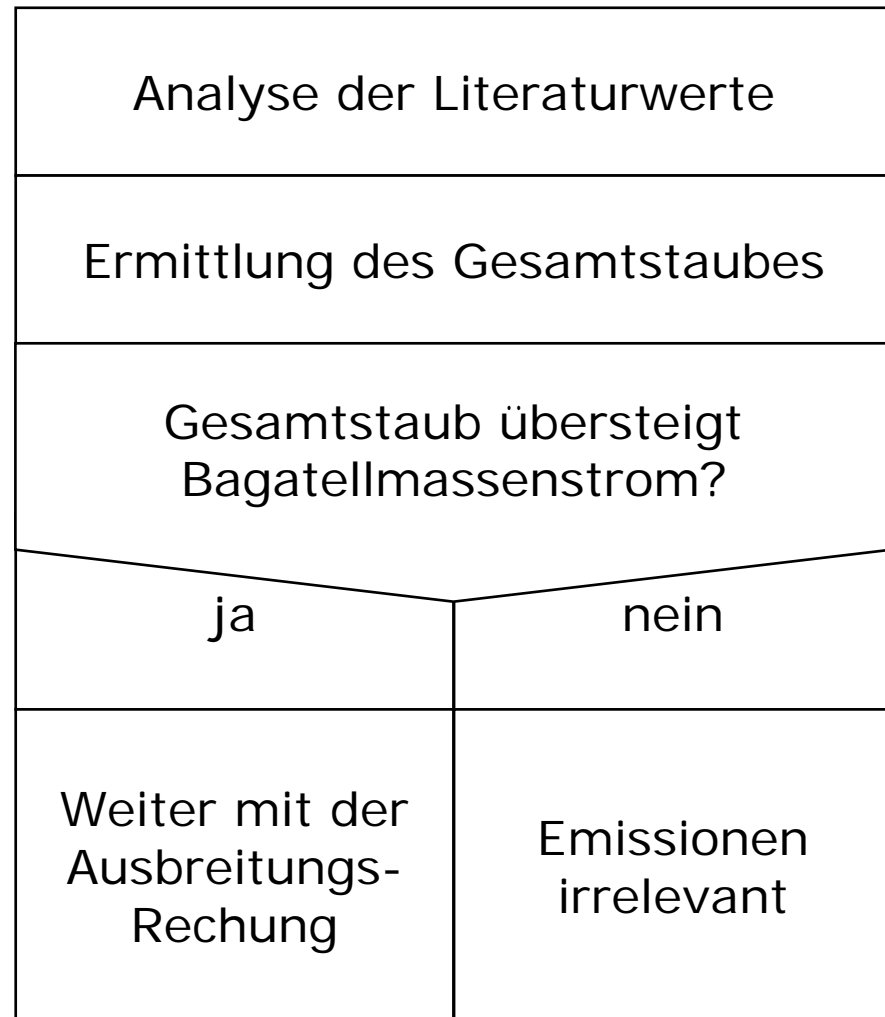 Analyse der Literaturwerte
Ermittlung des Gesamtstaubes
Gesamtstaub übersteigt
Bagatellmassenstrom?
ja
nein
Weiter mit der
Ausbreitungs-
Rechung
Emissionen
irrelevant